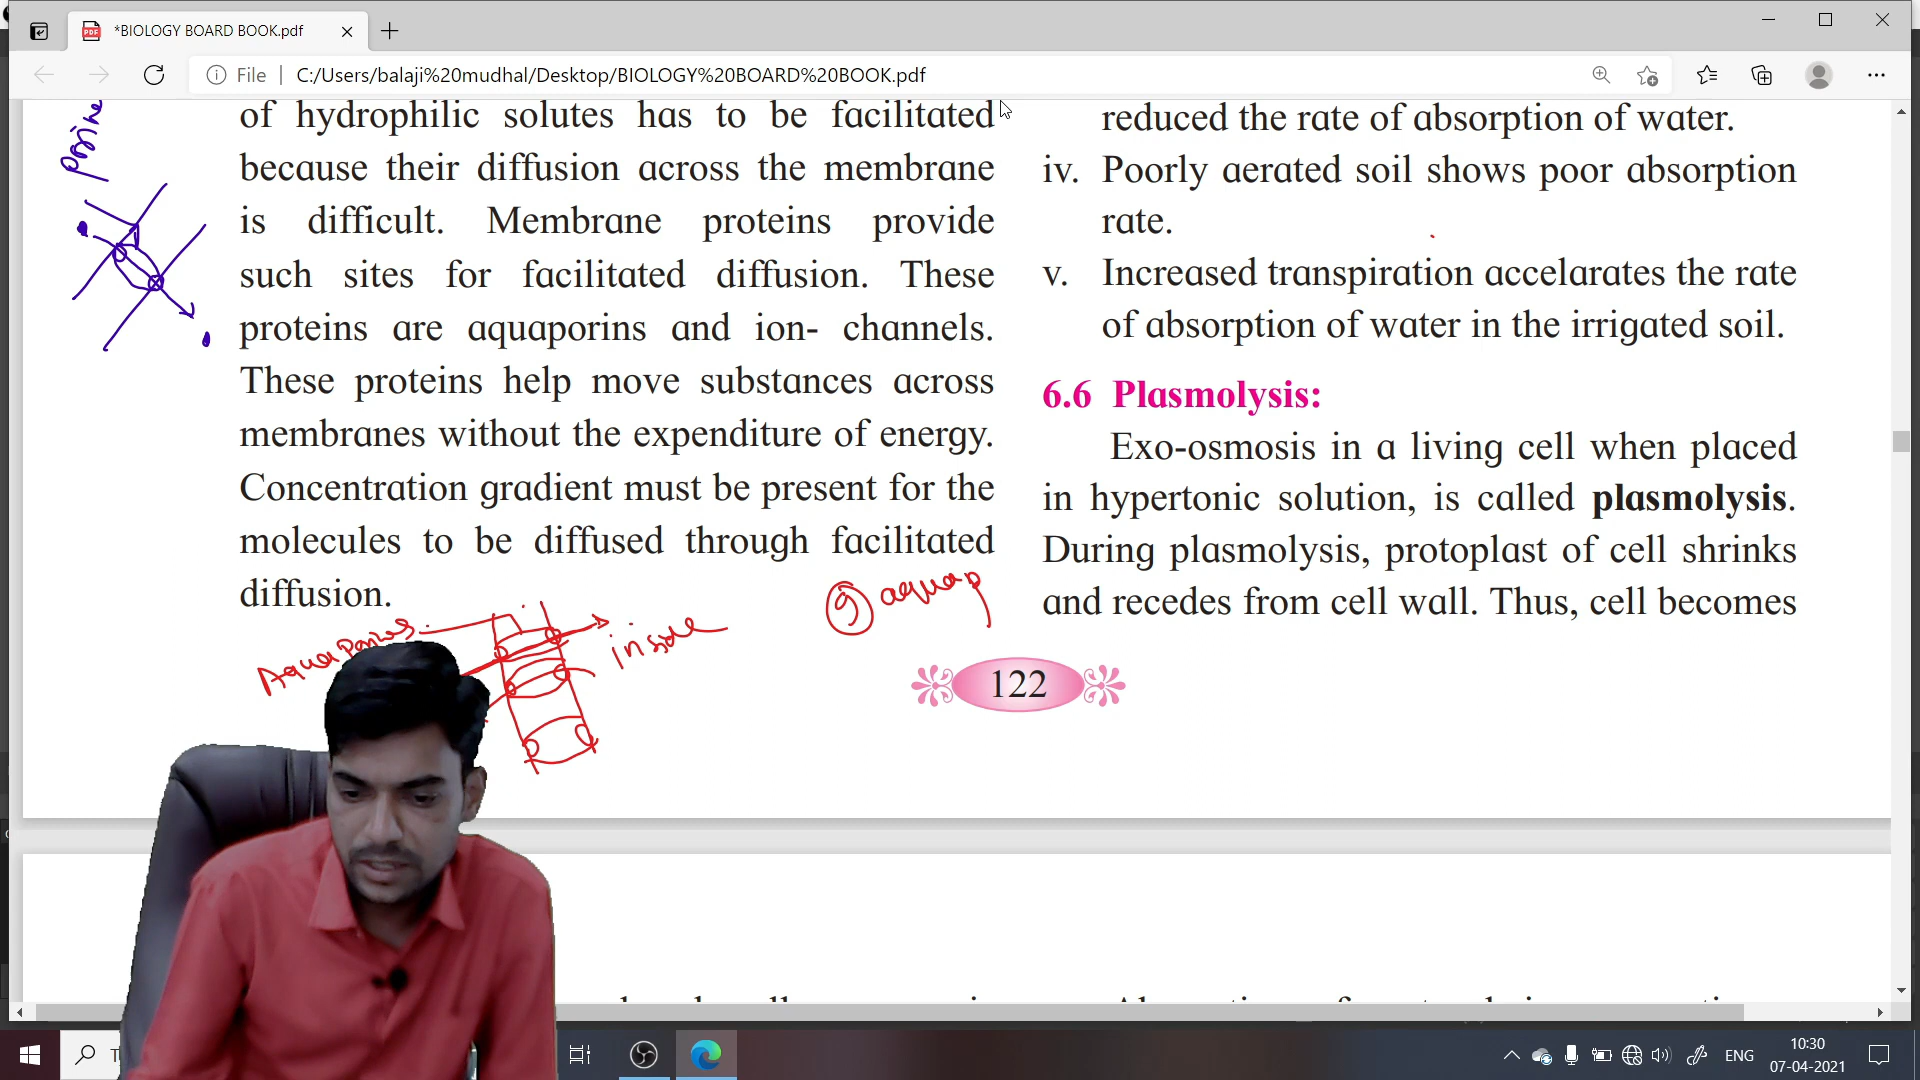 *BIOLOGY BOARD BOOK.pdf
File C:/Users/balaji%20mudhal/Desktop/BIOLOGY%20BOARD%20BOOK.pdf
of hydrophilic solutes has to be facilitated
because their diffusion across the membrane
is difficult. Membrane proteins provide
such sites for facilitated diffusion. These
proteins are aquaporins and ion- channels.
These proteins help move substances across
membranes without the expenditure of energy.
Concentration gradient must be present for the
molecules to be diffused through facilitated
diffusion.
inside
aquap
reduced the rate of absorption of water.
iv. Poorly aerated soil shows poor absorption
rate.
v. Increased transpiration accelarates the rate
of absorption of water in the irrigated soil.
6.6 Plasmolysis:
Exo-osmosis in a living cell when placed
in hypertonic solution, is called plasmolysis.
During plasmolysis, protoplast of cell shrinks
and recedes from cell wall. Thus, cell becomes
122
ENG
10:30
07-04-2021